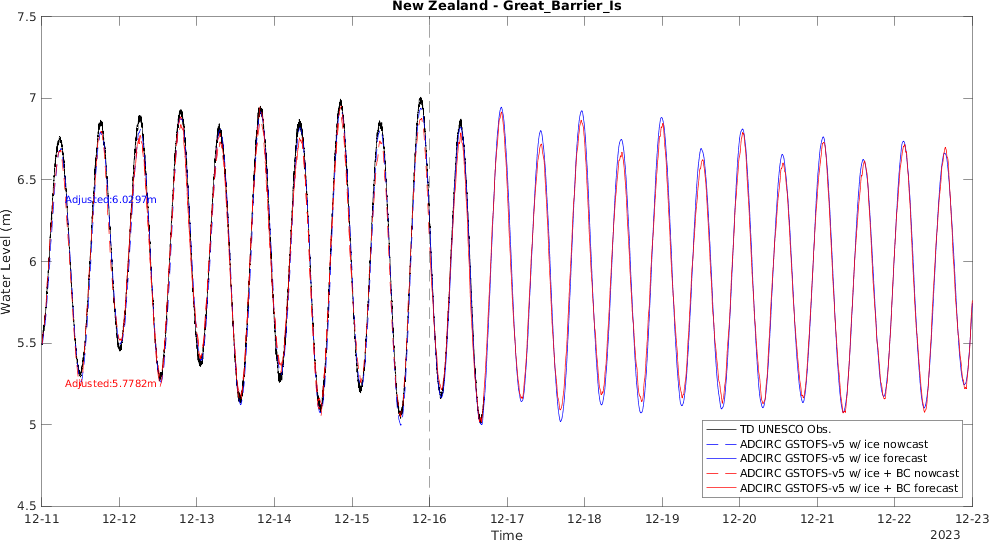 New Zealand - Great_Barrier_Is
7.5
7
6.5
6
5.5
5
4.5
Water Level (m)
Adjusted:6.0297m
Adjusted:5.7782m
TD UNESCO Obs.
ADCIRC GSTOFS-v5 w/ ice nowcast
ADCIRC GSTOFS-v5 w/ ice forecast
ADCIRC GSTOFS-v5 w/ ice + BC nowcast
ADCIRC GSTOFS-v5 w/ ice + BC forecast
12-11 12-12 12-13 12-14 12-15 12-16 12-17 12-18 12-19 12-20 12-21 12-22 12-23
Time
2023